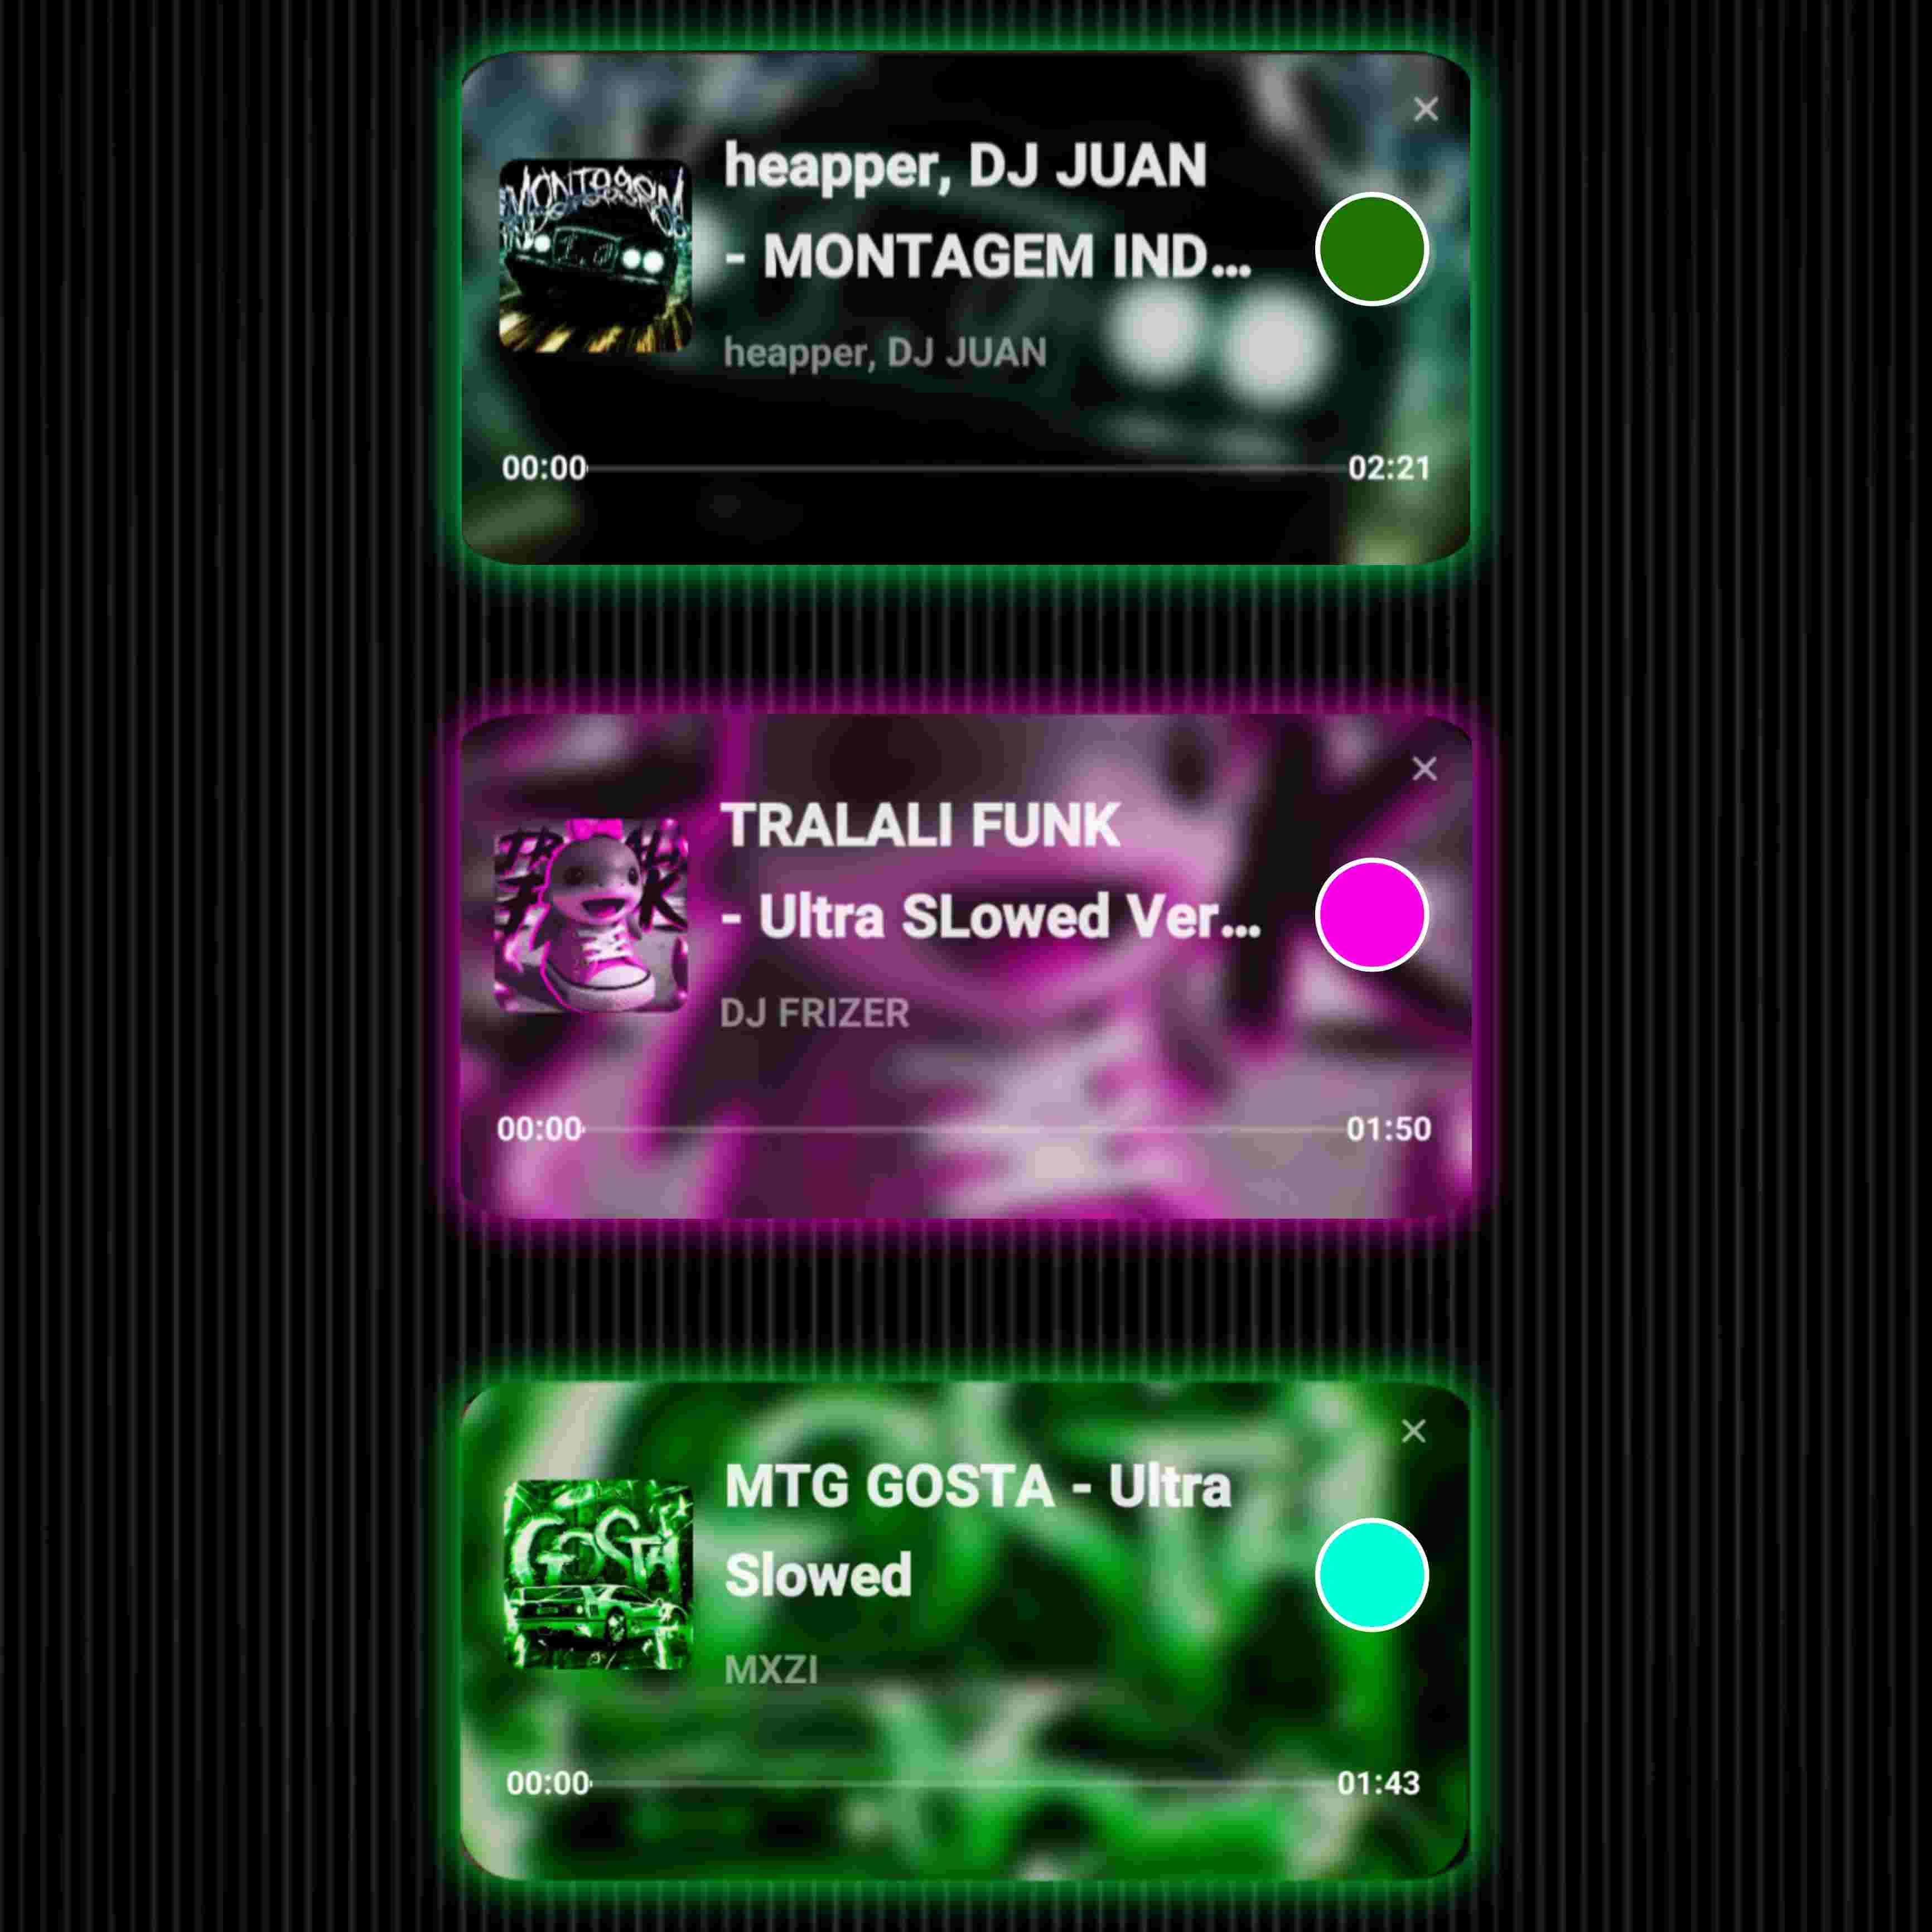 heapper, DJ JUAN
- MONTAGEM IND...
heapper, DJ JUAN
00:00
02:21
TRALALI FUNK
- Ultra SLowed Ver...
DJ FRIZER
00:00
01:50
GOSTA
MTG GOSTA - Ultra
Slowed
MXZI
00:00
01:43